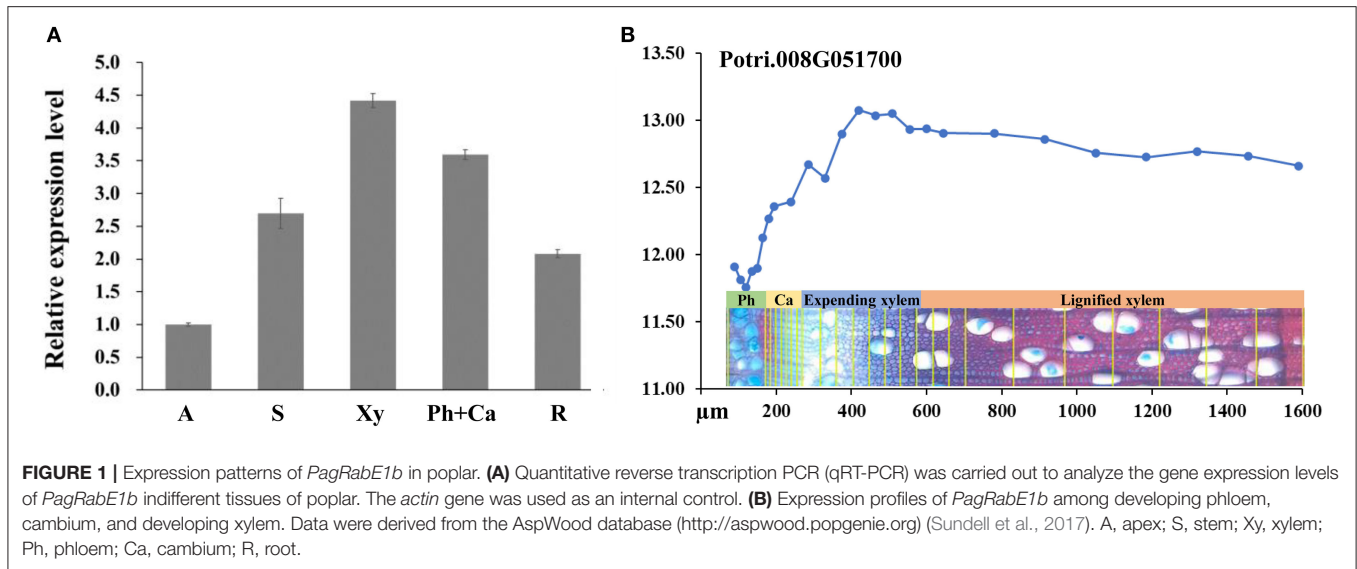 A
Relative expression level
5.0
4.5
4.0
3.5
3.0
2.5
2.0
1.5
1.0
0.5
0.0
A S Xy Ph+Ca R
B
Potri.008G051700
13.50
13.00
12.50
12.00
11.50
11.00
Ph Ca Expending xylem Lignified xylem
µm 200 400 600 800 1000 1200 1400 1600
FIGURE 1 | Expression patterns of PagRabE1b in poplar. (A) Quantitative reverse transcription PCR (qRT-PCR) was carried out to analyze the gene expression levels
of PagRabE1b indifferent tissues of poplar. The actin gene was used as an internal control. (B) Expression profiles of PagRabE1b among developing phloem,
cambium, and developing xylem. Data were derived from the AspWood database (http://aspwood.popgenie.org) (Sundell et al., 2017). A, apex; S, stem; Xy, xylem;
Ph, phloem; Ca, cambium; R, root.